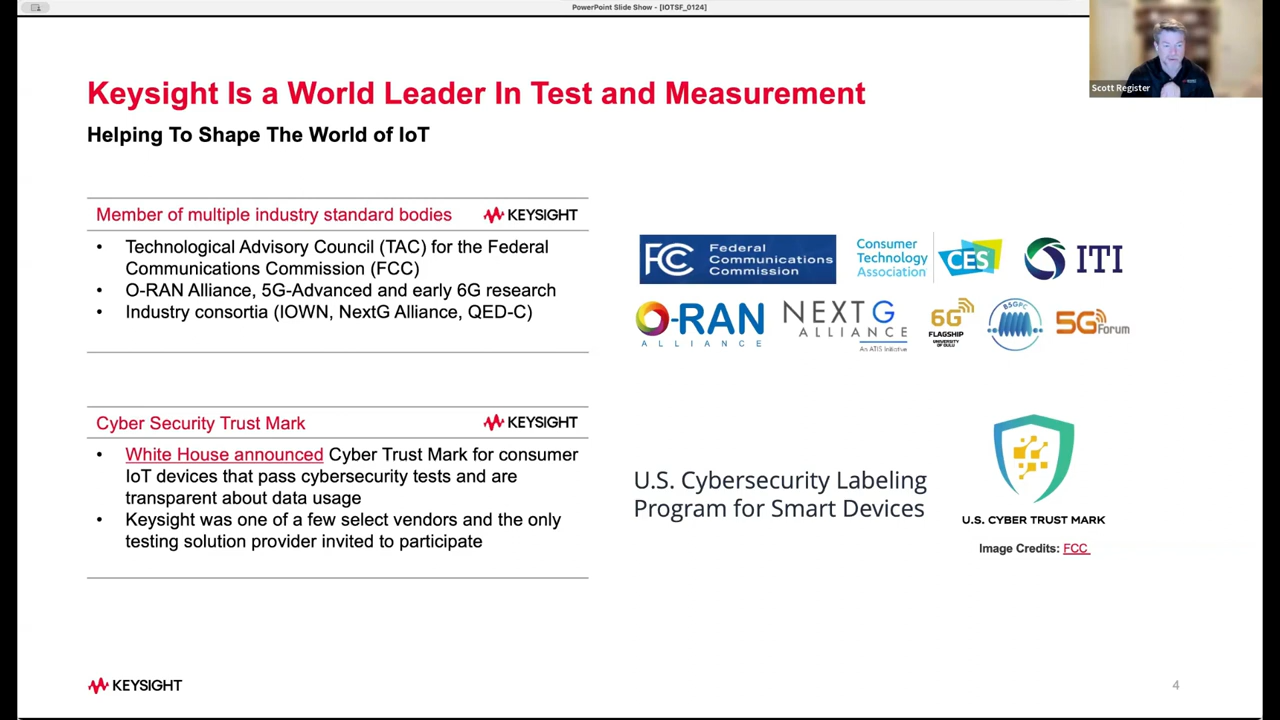 PowerPoint Slide Show - [IOTSF_0124]
Scott Register
Keysight Is a World Leader In Test and Measurement
Helping To Shape The World of IoT
Member of multiple industry standard bodies
KEYSIGHT
• Technological Advisory Council (TAC) for the Federal
Communications Commission (FCC)
• O-RAN Alliance, 5G-Advanced and early 6G research
• Industry consortia (IOWN, NextG Alliance, QED-C)
FCC
Federal
Communications
Commission
Consumer
Technology
Association
CES
ITI
O-RAN
ALLIANCE
NEXT G
ALLIANCE
An ATIS Initiative
6G
FLAGSHIP
UNIVERSITY
OF OULU
5G Forum
Cyber Security Trust Mark
KEYSIGHT
• White House announced Cyber Trust Mark for consumer
IoT devices that pass cybersecurity tests and are
transparent about data usage
• Keysight was one of a few select vendors and the only
testing solution provider invited to participate
U.S. Cybersecurity Labeling
Program for Smart Devices
U.S. CYBER TRUST MARK
Image Credits: FCC
KEYSIGHT
4